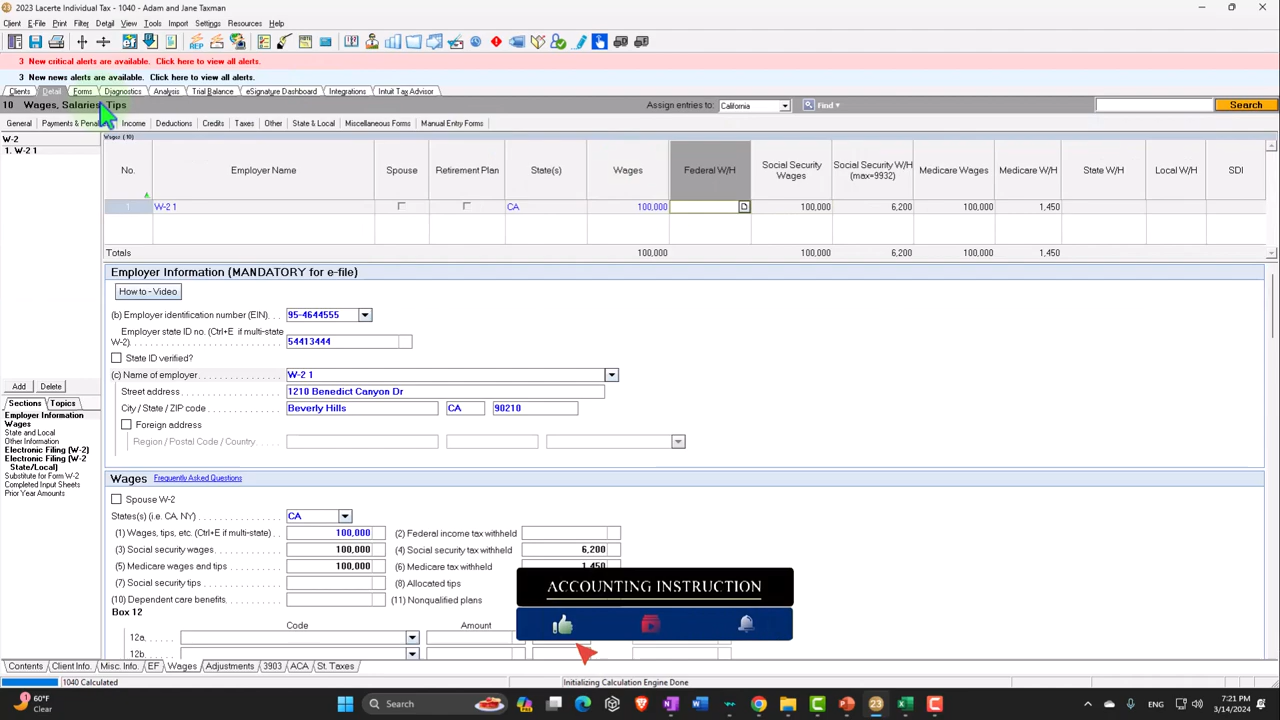 2023 Lacerte Individual Tax - 1040 - Adam and Jane Taxman
Client E-File Print Filter Detail View Tools Import Settings Resources Help
3 New critical alerts are available. Click here to view all alerts.
3 New news alerts are available. Click here to view all alerts.
Clients Detail Forms Diagnostics Analysis Trial Balance eSignature Dashboard Integrations Intuit Tax Advisor
10 Wages, Salaries, Tips Assign entries to: California Find Search
General Payments & Income Deductions Credits Taxes Other State & Local Miscellaneous Forms Manual Entry Forms
W-2 Wages (10)
1. W-2 1
No. Employer Name Spouse Retirement Plan State(s) Wages Federal W/H Social Security Wages Social Security W/H (max=9932) Medicare Wages Medicare W/H State W/H Local W/H SDI
1 W-2 1 CA 100,000 100,000 6,200 100,000 1,450
Totals 100,000 100,000 6,200 100,000 1,450
Employer Information (MANDATORY for e-file)
How to - Video
(b) Employer identification number (EIN). . . 95-4644555
Employer state ID no. (Ctrl+E if multi-state
W-2). . . 54413444
State ID verified?
(c) Name of employer. . . W-2 1
Street address 1210 Benedict Canyon Dr
City / State / ZIP code Beverly Hills CA 90210
Foreign address
Region / Postal Code / Country. . .
Add Delete
Sections Topics
Employer Information
Wages
State and Local
Other Information
Electronic Filing (W-2)
Electronic Filing (W-2
State/Local)
Substitute for Form W-2
Completed Input Sheets
Prior Year Amounts
Wages Frequently Asked Questions
Spouse W-2
States(s) (i.e. CA, NY) CA
(1) Wages, tips, etc. (Ctrl+E if multi-state) 100,000 (2) Federal income tax withheld
(3) Social security wages 100,000 (4) Social security tax withheld 6,200
(5) Medicare wages and tips 100,000 (6) Medicare tax withheld 1,450
(7) Social security tips (8) Allocated tips
(10) Dependent care benefits. (11) Nonqualified plans
Box 12
Code Amount
12a.
12b.
ACCOUNTING INSTRUCTION
Contents Client Info. Misc. Info. EF Wages Adjustments 3903 ACA St. Taxes
1040 Calculated Initializing Calculation Engine Done
60°F
Clear
Search
ENG
7:21 PM
3/14/2024